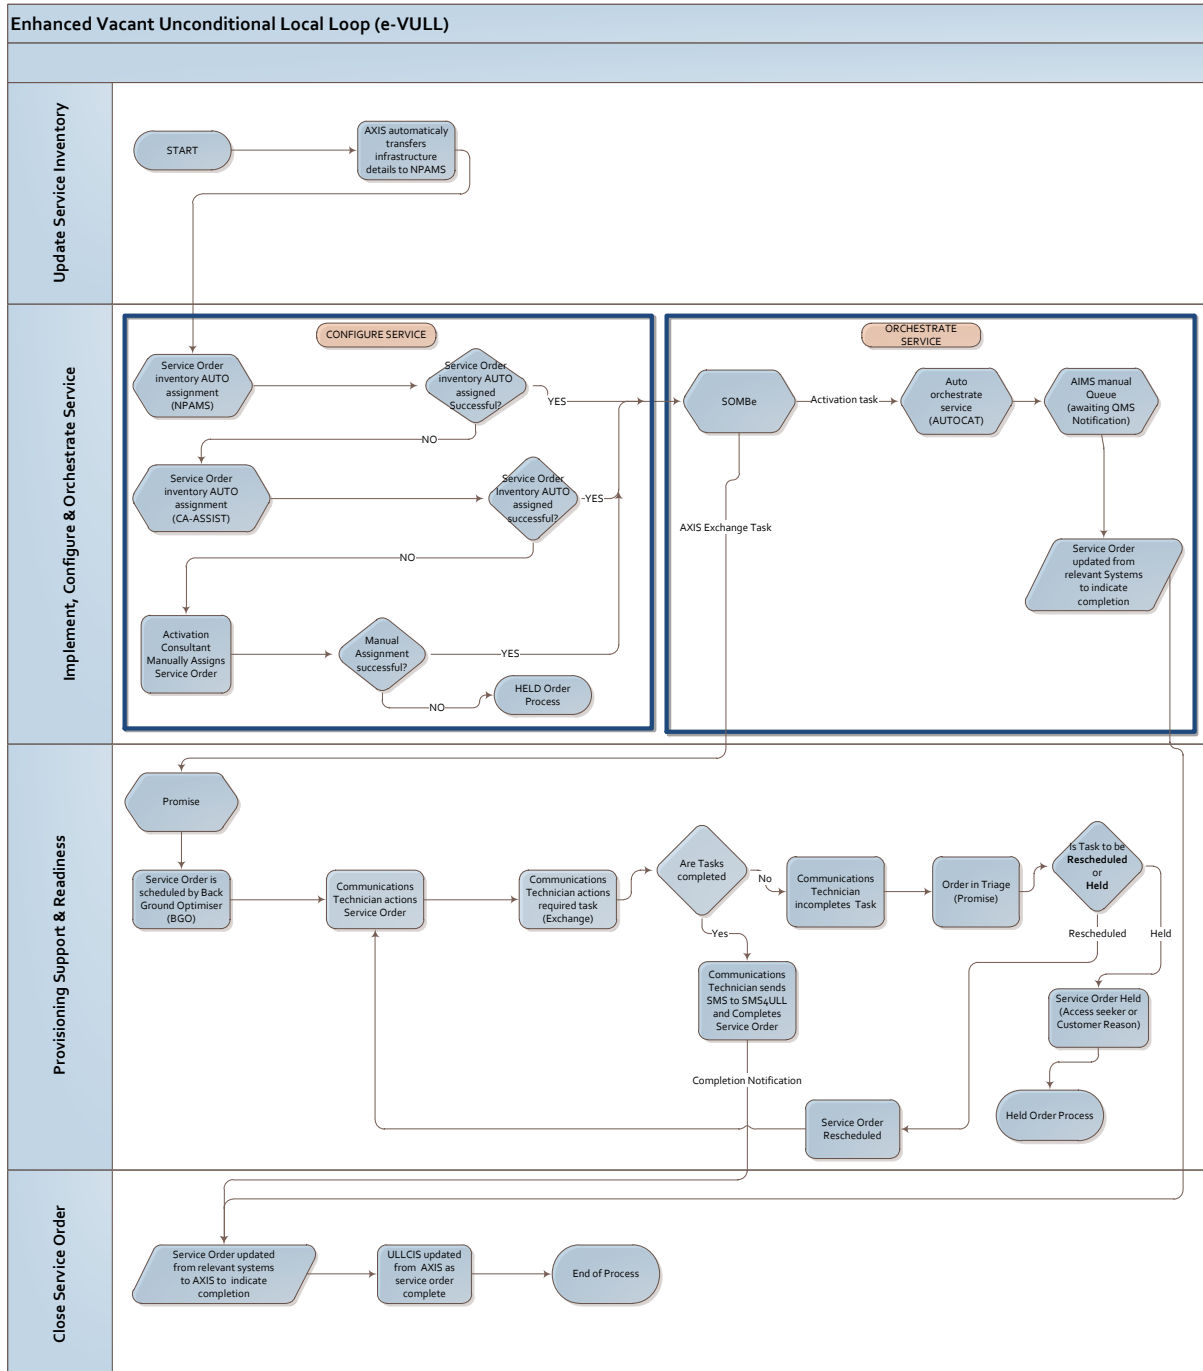 Enhanced Vacant Unconditional Local Loop (e-VULL)
Update Service Inventory
START
AXIS automaticaly
transfers
infrastructure
details to NPAMS
Implement, Configure & Orchestrate Service
CONFIGURE SERVICE
Service Order
inventory AUTO
assignment
(NPAMS)
Service Order
inventory AUTO
assigned
Successful?
YES
NO
Service Order
inventory AUTO
assignment
(CA-ASSIST)
Service Order
Inventory AUTO
assigned
successful?
YES
NO
Activation
Consultant
Manually Assigns
Service Order
Manual
Assignment
successful?
YES
NO
HELD Order
Process
ORCHESTRATE
SERVICE
SOMBe
Activation task
Auto
orchestrate
service
(AUTOCAT)
AIMS manual
Queue
(awaiting QMS
Notification)
AXIS Exchange Task
Service Order
updated from
relevant Systems
to indicate
completion
Provisioning Support & Readiness
Promise
Service Order is
scheduled by Back
Ground Optimiser
(BGO)
Communications
Technician actions
Service Order
Communications
Technician actions
required task
(Exchange)
Are Tasks
completed
No
Yes
Communications
Technician
incompletes Task
Order in Triage
(Promise)
Is Task to be
Rescheduled
or
Held
Rescheduled
Held
Communications
Technician sends
SMS to SMS4ULL
and Completes
Service Order
Service Order Held
(Access seeker or
Customer Reason)
Completion Notification
Service Order
Rescheduled
Held Order Process
Close Service Order
Service Order updated
from relevant systems
to AXIS to indicate
completion
ULLCIS updated
from AXIS as
service order
complete
End of Process